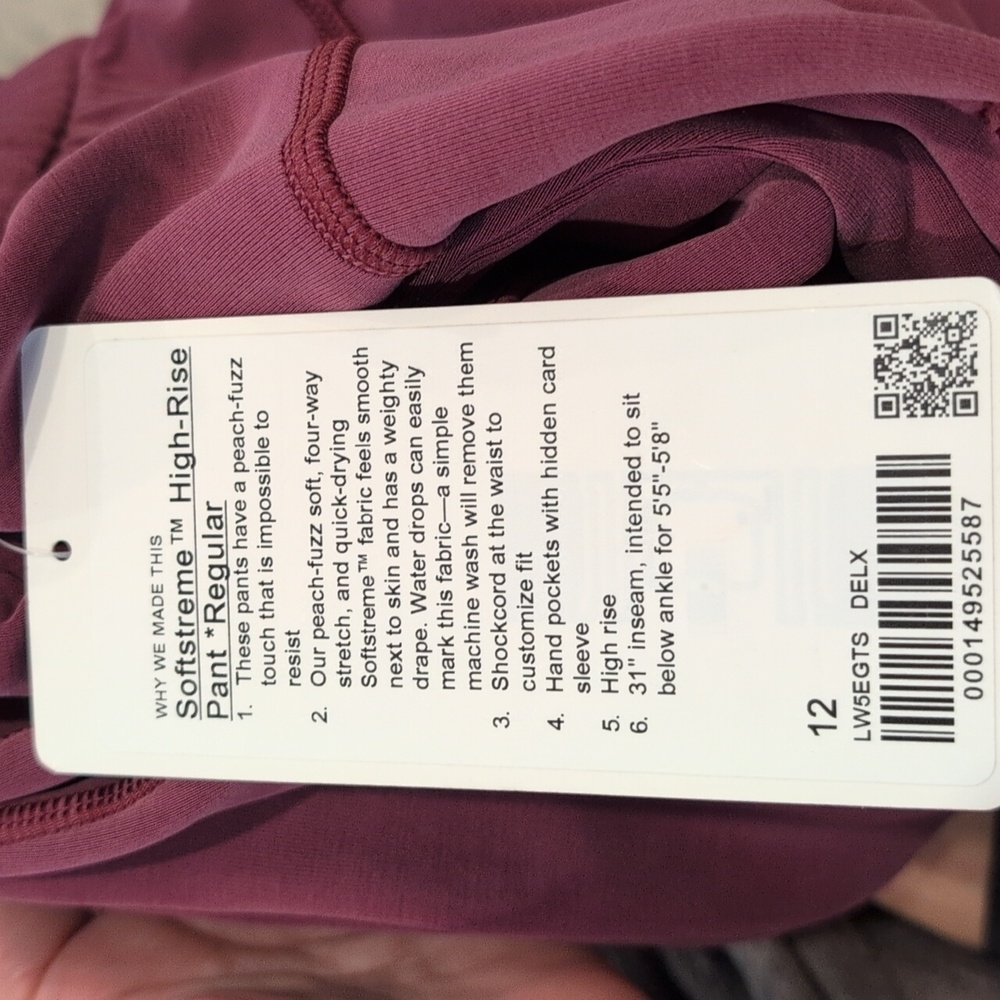 WHY WE MADE THIS
Softstreme™ High-Rise
Pant *Regular
1. These pants have a peach-fuzz
touch that is impossible to
resist
2. Our peach-fuzz soft, four-way
stretch, and quick-drying
Softstreme™ fabric feels smooth
next to skin and has a weighty
drape. Water drops can easily
mark this fabric—a simple
machine wash will remove them
3. Shockcord at the waist to
customize fit
4. Hand pockets with hidden card
sleeve
5. High rise
6. 31" inseam, intended to sit
below ankle for 5'5"-5'8"
12
LW5EGTS DELX
0001495255​87